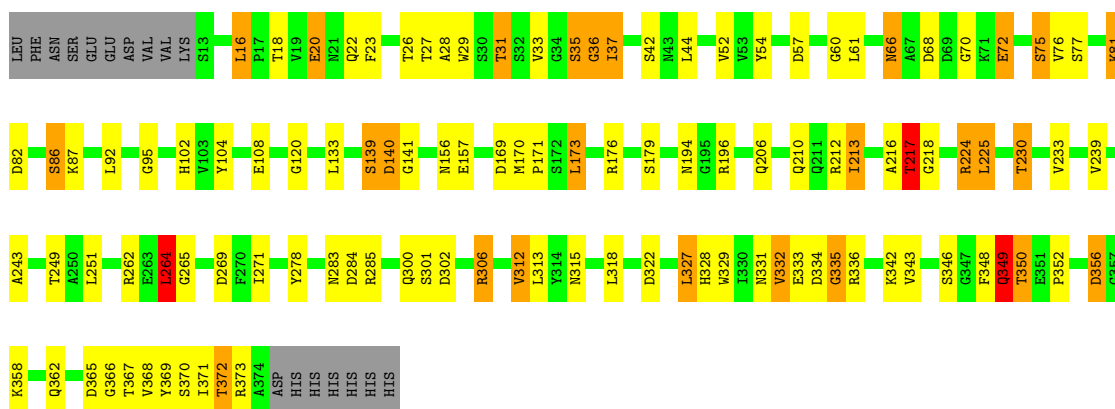 LEU PHE ASN SER GLU GLU ASP VAL VAL LYS S13 L16 P17 T18 V19 E20 N21 Q22 F23 T26 T27 A28 W29 S30 T31 S32 V33 G34 S35 G36 I37 S42 N43 L44 V52 V53 Y54 D57 G60 L61 N66 A67 D68 D69 G70 K71 E72 S75 V76 S77 K81
D82 S86 K87 L92 G95 H102 V103 Y104 E108 G120 L133 S139 D140 G141 N156 E157 D169 M170 P171 S172 L173 R176 S179 N194 G195 R196 Q206 Q210 Q211 R212 I213 A216 T217 G218 R224 L225 T230 V233 V239
A243 T249 A250 L251 R262 E263 L264 G265 D269 F270 I271 Y278 N283 D284 R285 Q300 S301 D302 R306 V312 L313 Y314 N315 L318 D322 L327 H328 W329 I330 N331 V332 E333 D334 G335 R336 K342 V343 S346 G347 F348 Q349 T350 E351 P352 D356 G357
K358 Q362 D365 G366 T367 V368 Y369 S370 I371 T372 R373 A374 ASP HIS HIS HIS HIS HIS HIS